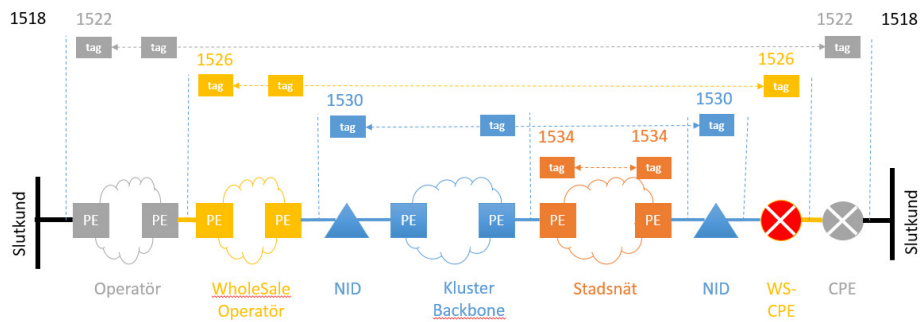 1518
1522
1522
1518
tag
tag
tag
1526
1526
tag
tag
tag
1530
1530
tag
tag
tag
1534
1534
tag
tag
Slutkund
PE
PE
PE
PE
PE
PE
PE
PE
Slutkund
Operatör
WholeSale
Operatör
NID
Kluster
Backbone
Stadsnät
NID
WS-
CPE
CPE